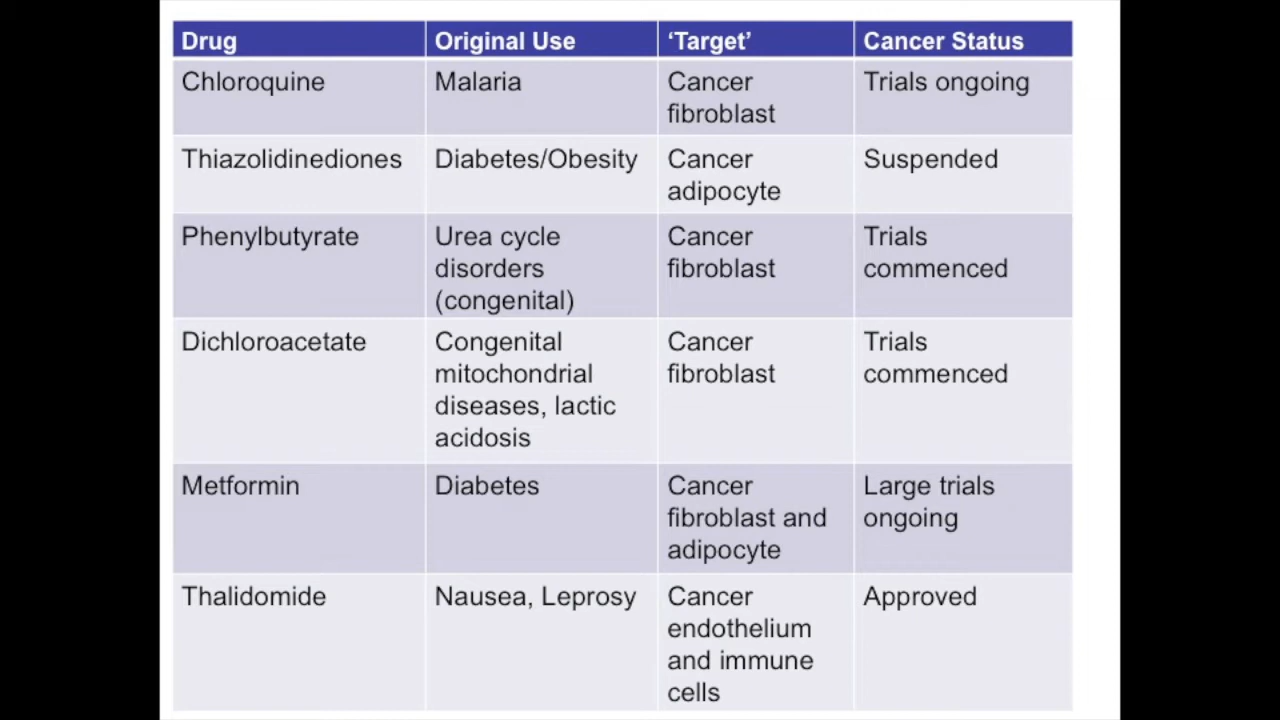 Drug Original Use ‘Target’ Cancer Status
Chloroquine Malaria Cancer fibroblast Trials ongoing
Thiazolidinediones Diabetes/Obesity Cancer adipocyte Suspended
Phenylbutyrate Urea cycle disorders (congenital) Cancer fibroblast Trials commenced
Dichloroacetate Congenital mitochondrial diseases, lactic acidosis Cancer fibroblast Trials commenced
Metformin Diabetes Cancer fibroblast and adipocyte Large trials ongoing
Thalidomide Nausea, Leprosy Cancer endothelium and immune cells Approved